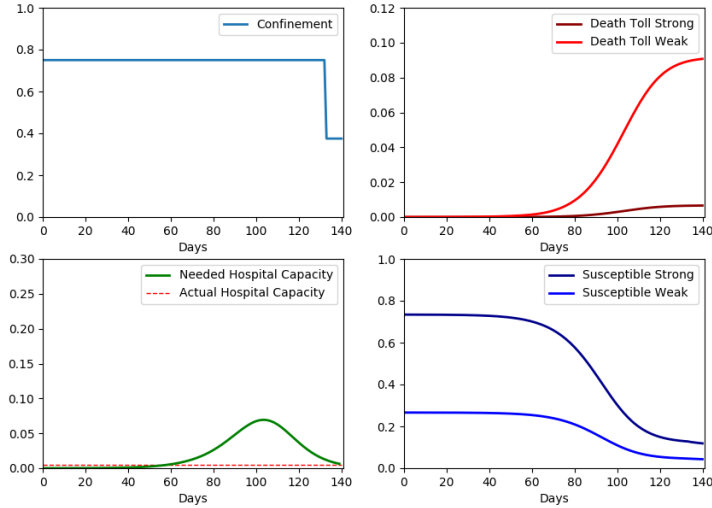 1.0
0.8
0.6
0.4
0.2
0.0
Confinement
0 20 40 60 80 100 120 140
Days
0.12
0.10
0.08
0.06
0.04
0.02
0.00
Death Toll Strong
Death Toll Weak
0 20 40 60 80 100 120 140
Days
0.30
0.25
0.20
0.15
0.10
0.05
0.00
Needed Hospital Capacity
Actual Hospital Capacity
0 20 40 60 80 100 120 140
Days
1.0
0.8
0.6
0.4
0.2
0.0
Susceptible Strong
Susceptible Weak
0 20 40 60 80 100 120 140
Days